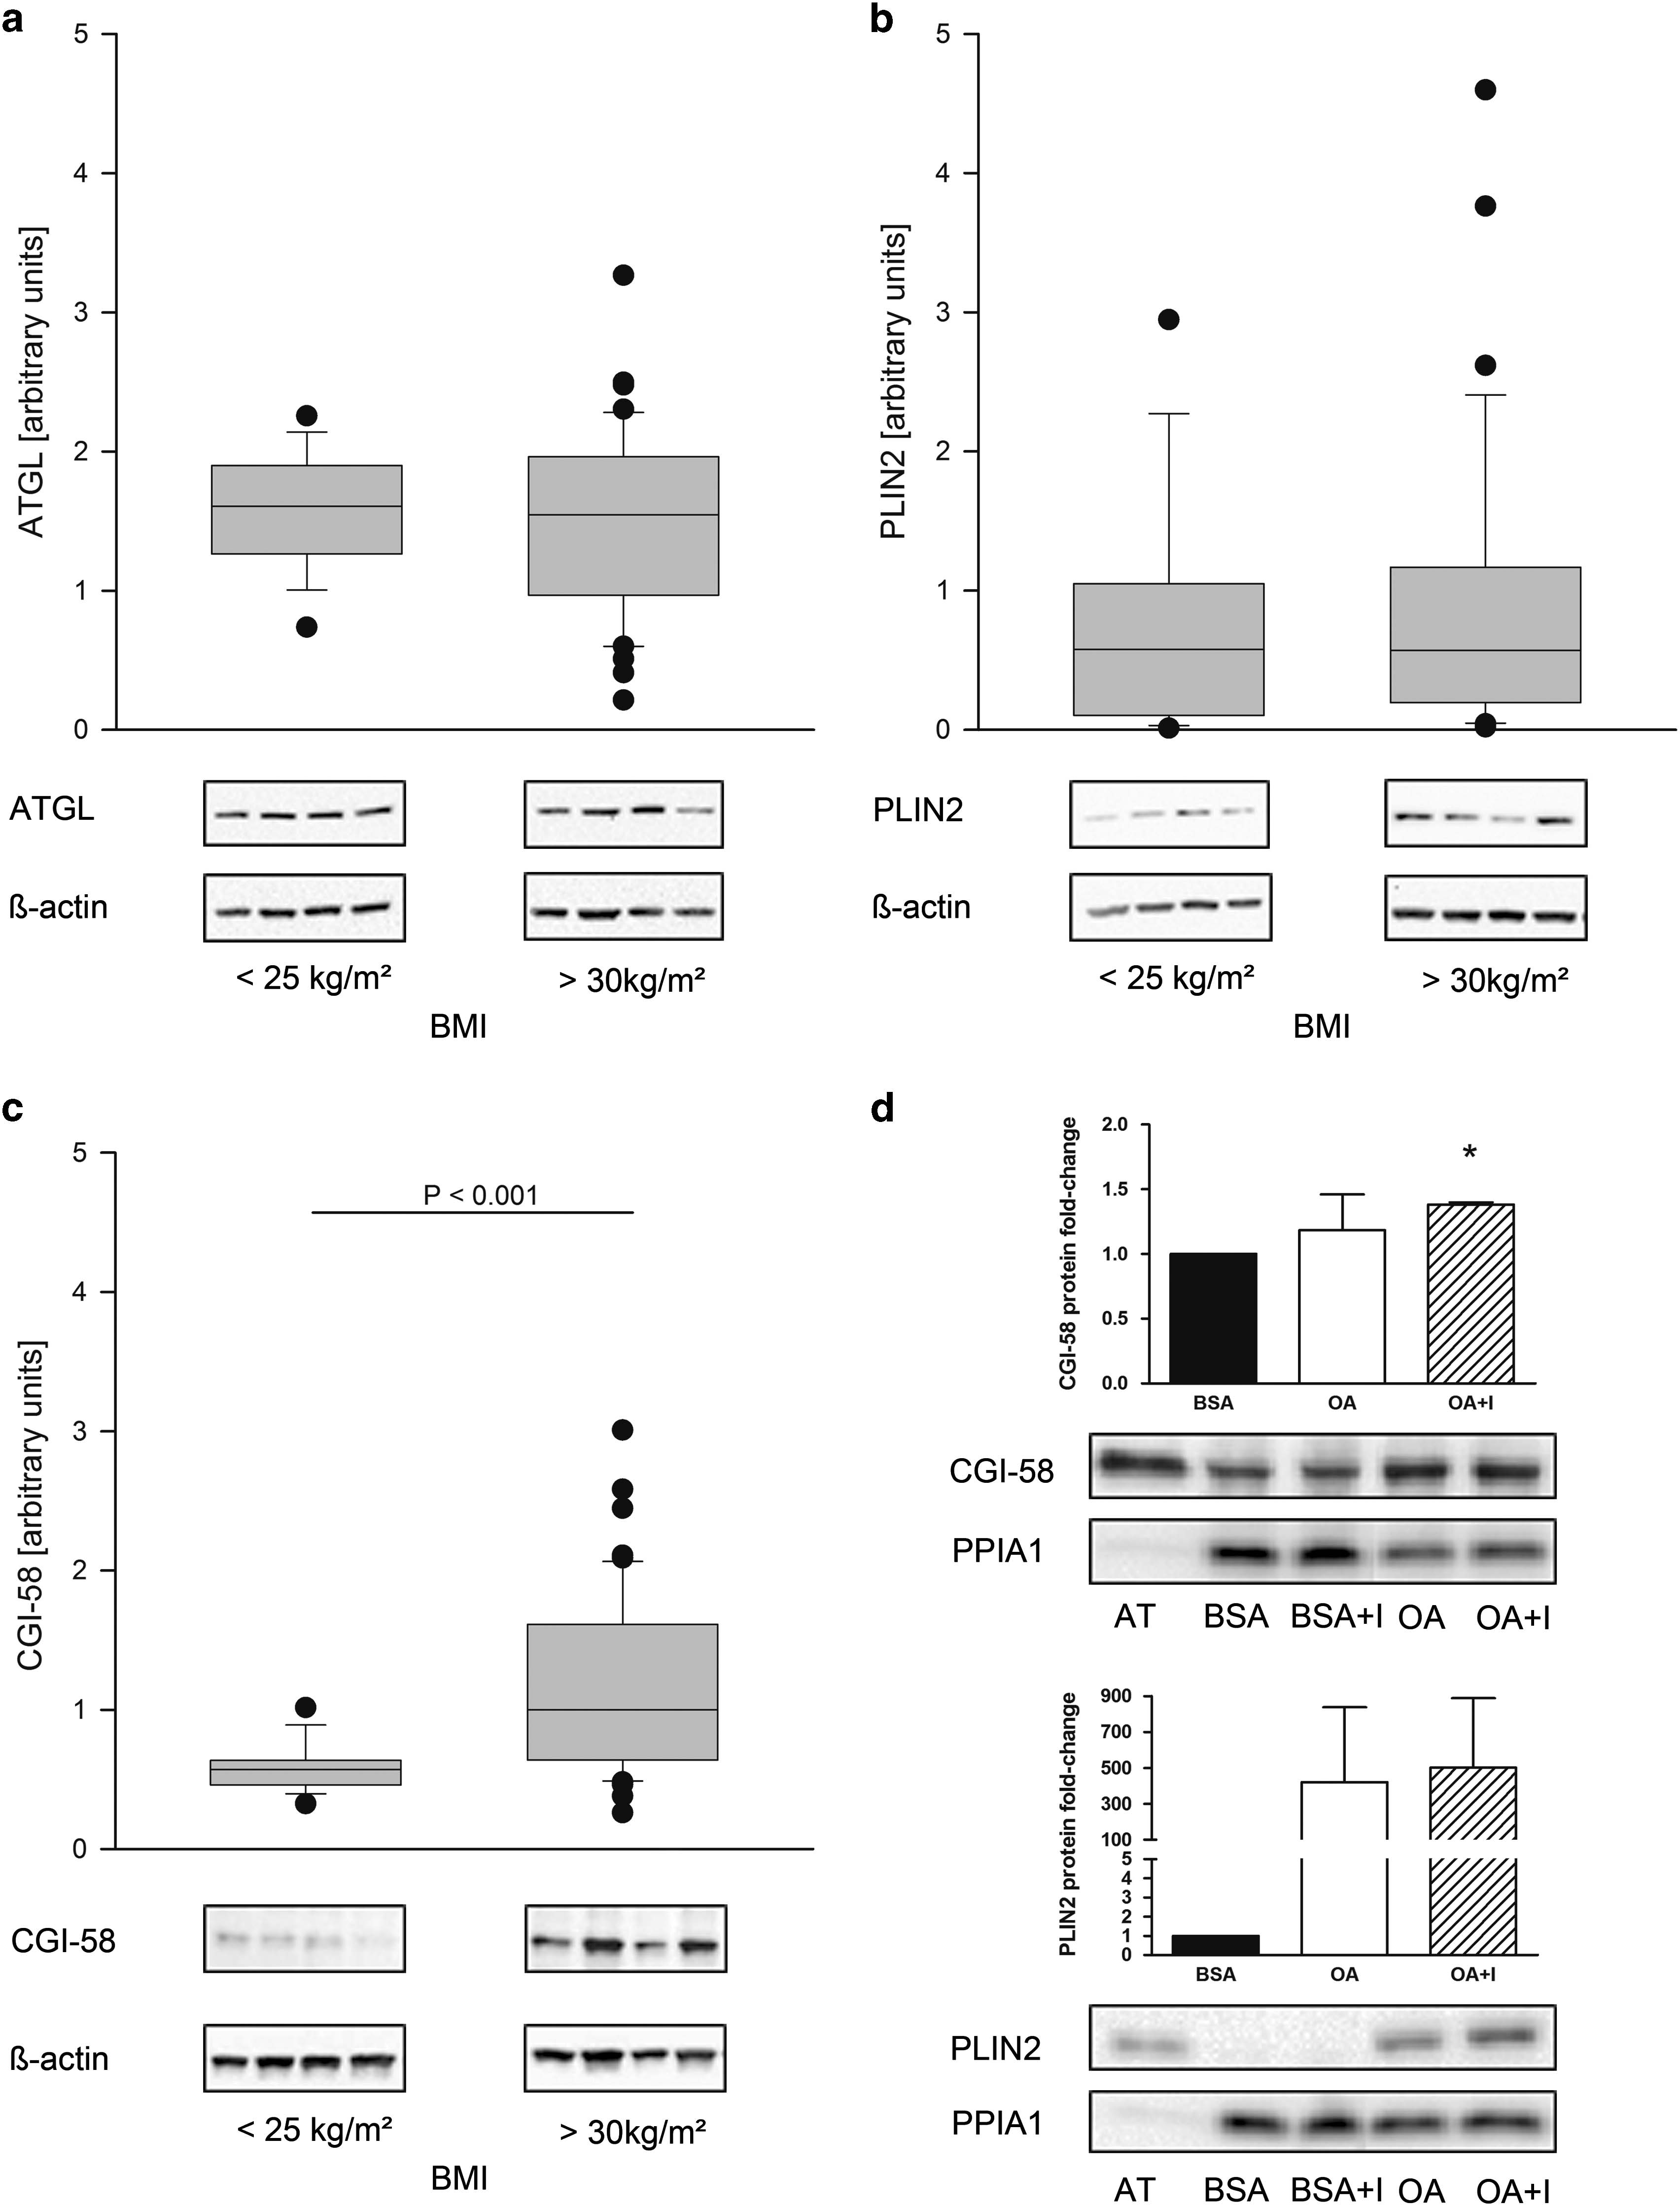 a
5
4
3
2
1
0
ATGL [arbitrary units]
ATGL
ß-actin
< 25 kg/m²
> 30kg/m²
BMI
b
5
4
3
2
1
0
PLIN2 [arbitrary units]
PLIN2
ß-actin
< 25 kg/m²
> 30kg/m²
BMI
c
5
4
3
2
1
0
CGI-58 [arbitrary units]
P < 0.001
CGI-58
ß-actin
< 25 kg/m²
> 30kg/m²
BMI
d
2.0
1.5
1.0
0.5
0.0
CGI-58 protein fold-change
*
BSA OA OA+I
CGI-58
PPIA1
AT BSA BSA+I OA OA+I
900
700
500
300
100
5
4
3
2
1
0
PLIN2 protein fold-change
BSA OA OA+I
PLIN2
PPIA1
AT BSA BSA+I OA OA+I